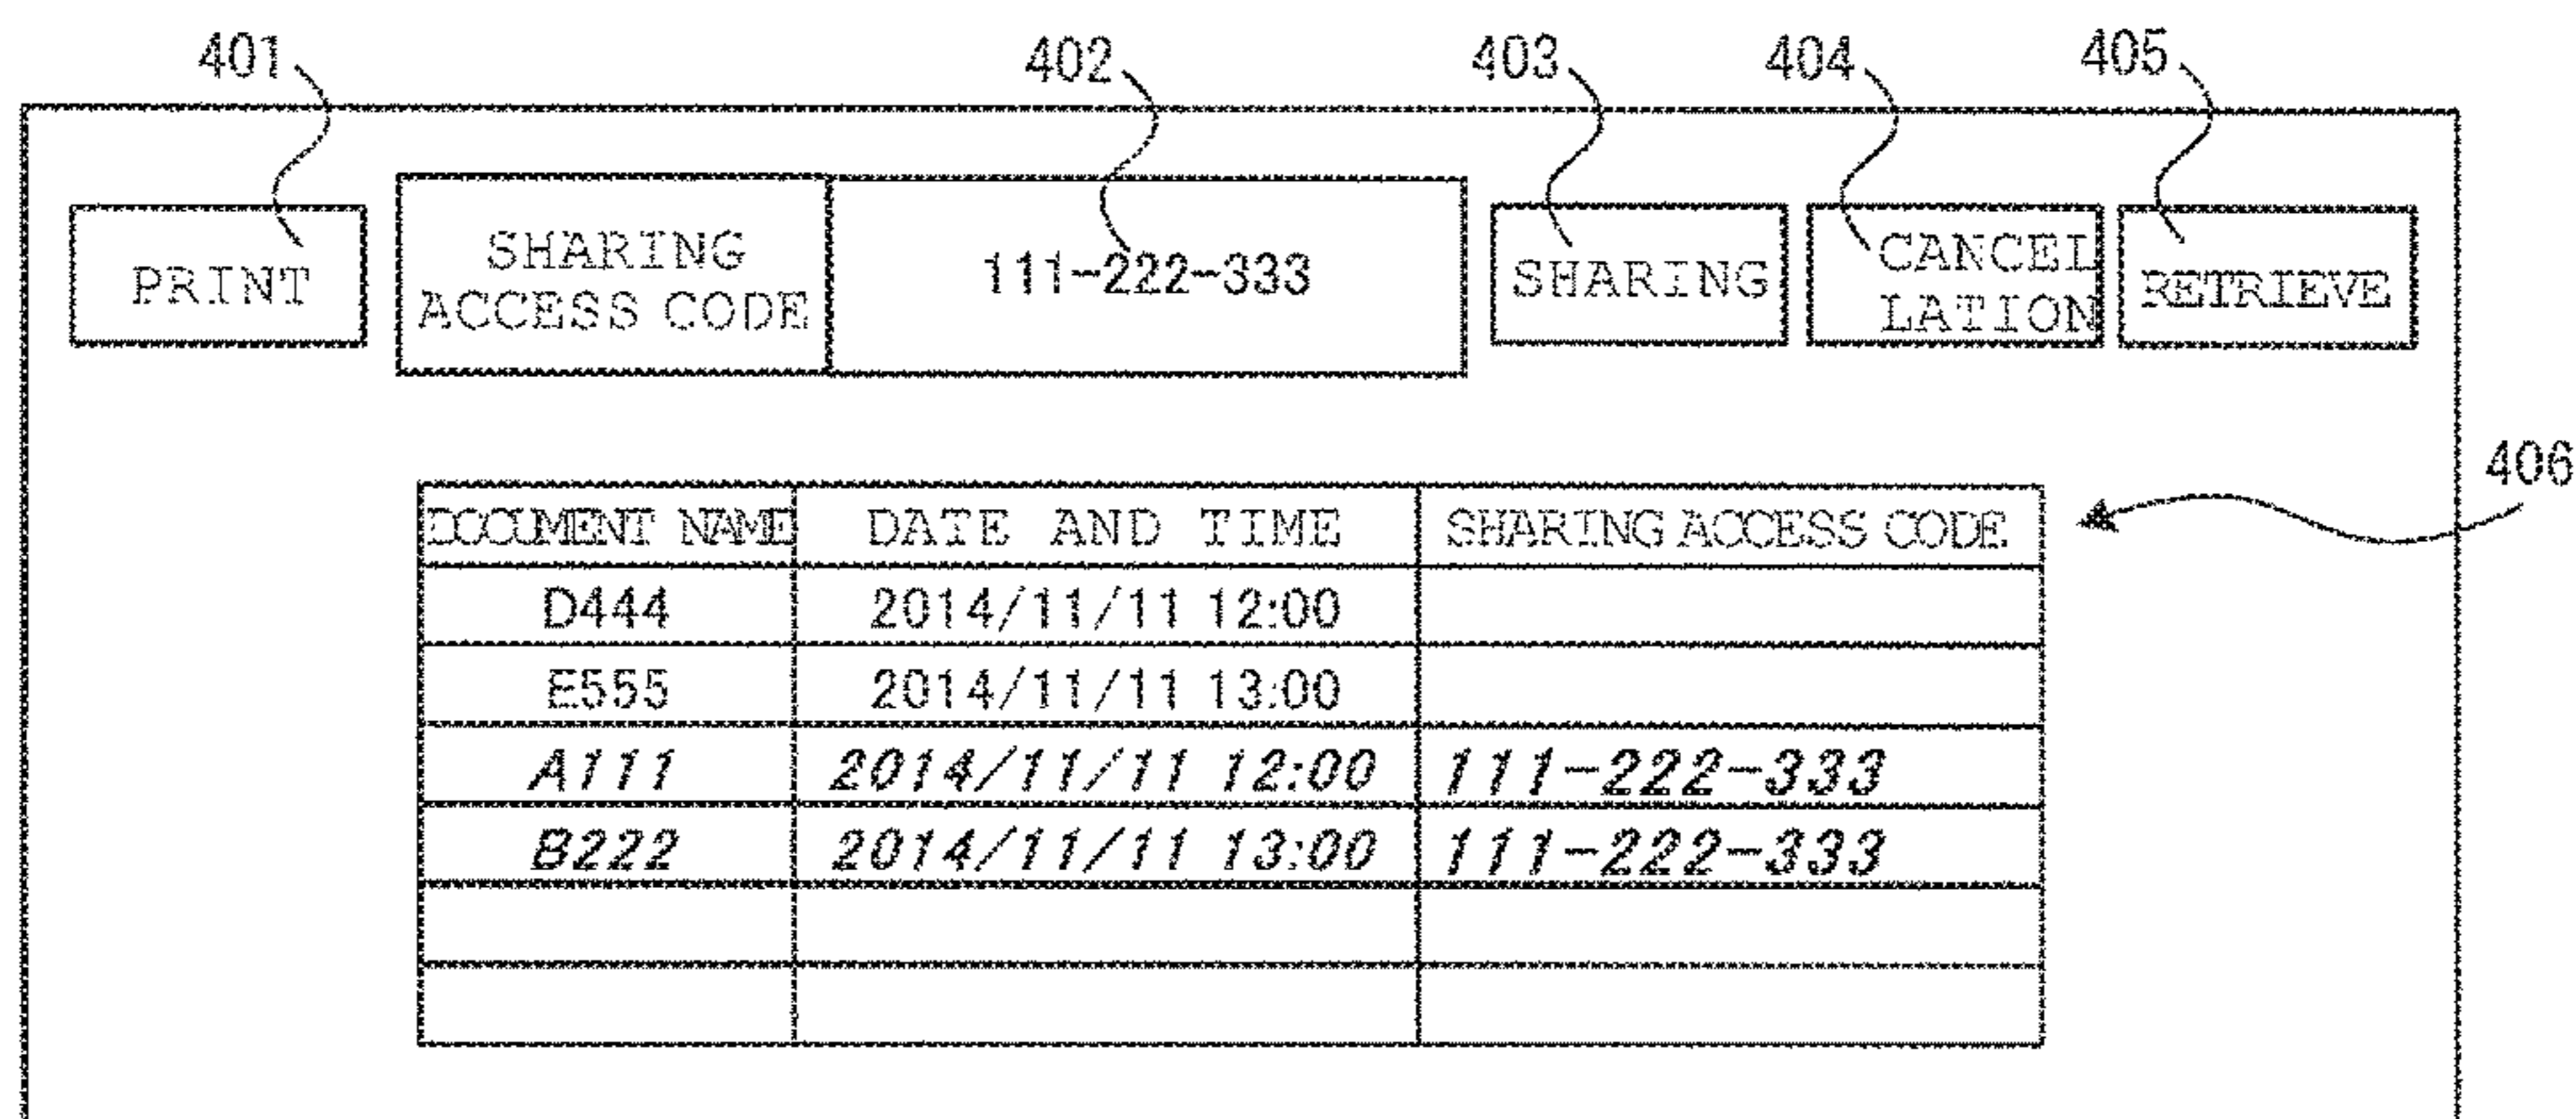 401 402 403 404 405
PRINT
SHARING
ACCESS CODE
111-222-333
SHARING
CANCEL
LATION
RETRIEVE
406
DOCUMENT NAME DATE AND TIME SHARING ACCESS CODE
D444 2014/11/11 12:00
E555 2014/11/11 13:00
A111 2014/11/11 12:00 111-222-333
B222 2014/11/11 13:00 111-222-333